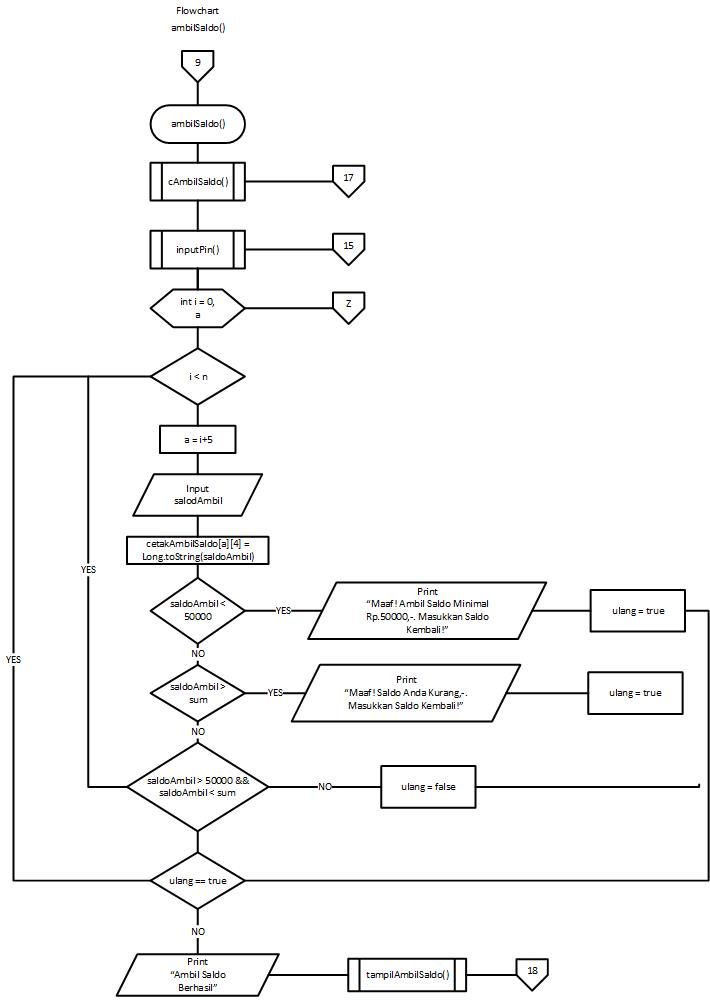 Flowchart
ambilSaldo()
9
ambilSaldo()
cAmbilSaldo()
17
inputPin()
15
int i = 0,
a
Z
i < n
a = i+5
Input
salodAmbil
cetakAmbilSaldo[a][4] =
Long.toString(saldoAmbil)
YES
saldoAmbil <
50000
YES
Print
“Maaf! Ambil Saldo Minimal
Rp.50000,-. Masukkan Saldo
Kembali!”
ulang = true
NO
YES
saldoAmbil >
sum
YES
Print
“Maaf! Saldo Anda Kurang,-.
Masukkan Saldo Kembali!”
ulang = true
NO
saldoAmbil > 50000 &&
saldoAmbil < sum
NO
ulang = false
ulang == true
NO
Print
“Ambil Saldo
Berhasil”
tampilAmbilSaldo()
18